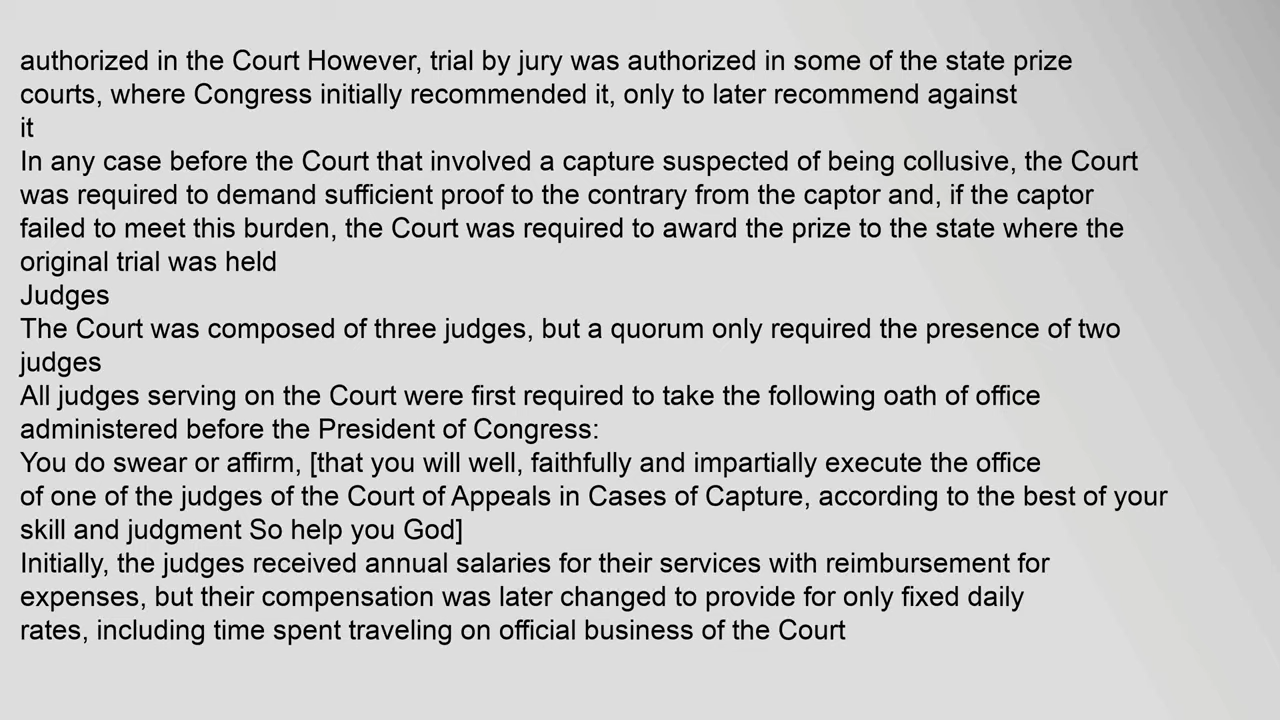 authorized in the Court However, trial by jury was authorized in some of the state prize
courts, where Congress initially recommended it, only to later recommend against
it
In any case before the Court that involved a capture suspected of being collusive, the Court
was required to demand sufficient proof to the contrary from the captor and, if the captor
failed to meet this burden, the Court was required to award the prize to the state where the
original trial was held
Judges
The Court was composed of three judges, but a quorum only required the presence of two
judges
All judges serving on the Court were first required to take the following oath of office
administered before the President of Congress:
You do swear or affirm, [that you will well, faithfully and impartially execute the office
of one of the judges of the Court of Appeals in Cases of Capture, according to the best of your
skill and judgment So help you God]
Initially, the judges received annual salaries for their services with reimbursement for
expenses, but their compensation was later changed to provide for only fixed daily
rates, including time spent traveling on official business of the Court